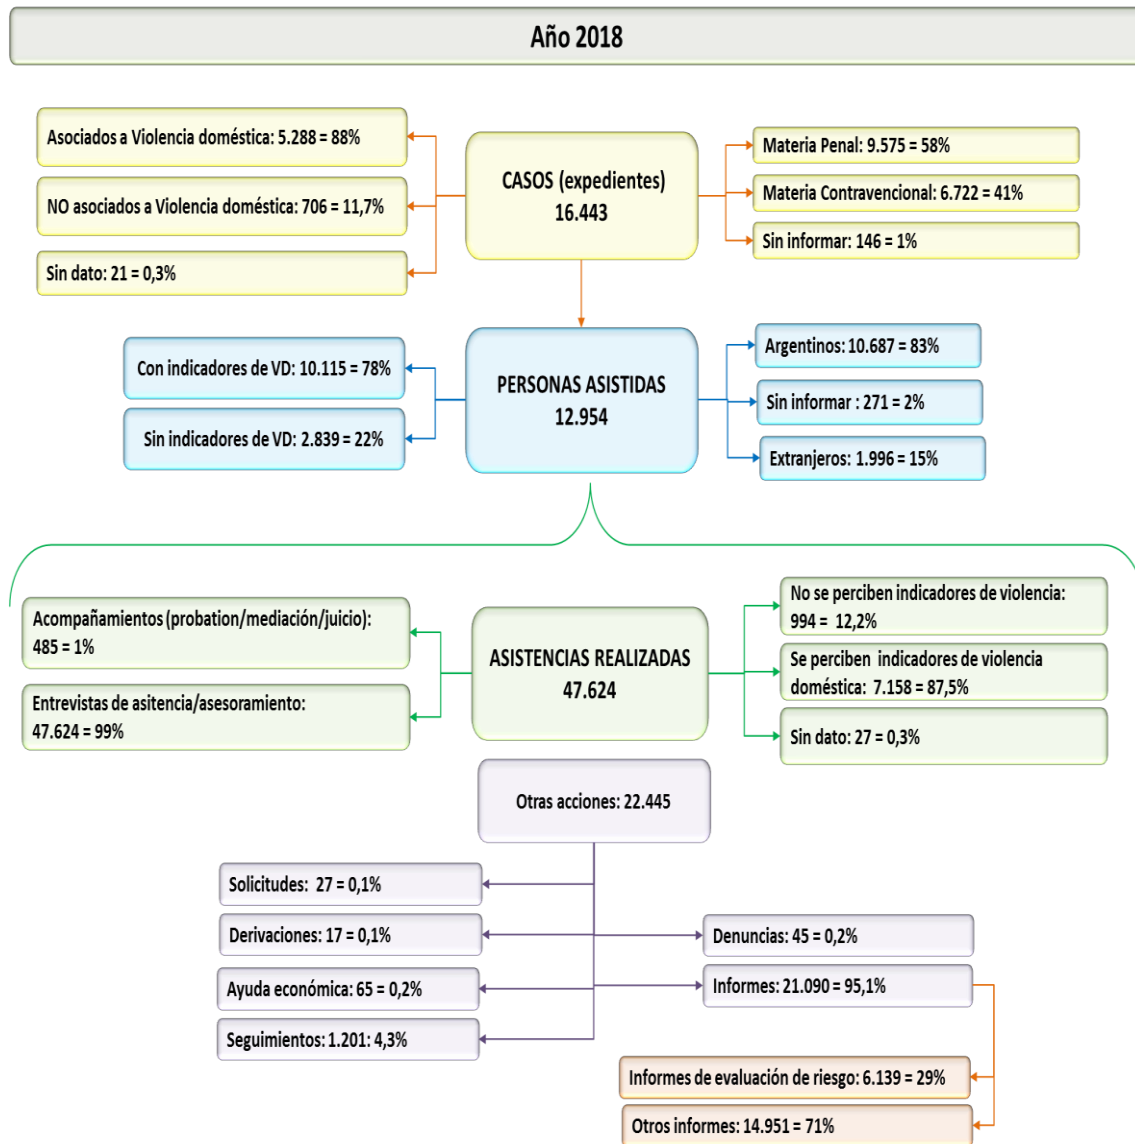 Año 2018
Asociados a Violencia doméstica: 5.288 = 88%
NO asociados a Violencia doméstica: 706 = 11,7%
Sin dato: 21 = 0,3%
CASOS (expedientes)
16.443
Materia Penal: 9.575 = 58%
Materia Contravencional: 6.722 = 41%
Sin informar: 146 = 1%
Con indicadores de VD: 10.115 = 78%
Sin indicadores de VD: 2.839 = 22%
PERSONAS ASISTIDAS
12.954
Argentinos: 10.687 = 83%
Sin informar : 271 = 2%
Extranjeros: 1.996 = 15%
Acompañamientos (probation/mediación/juicio):
485 = 1%
Entrevistas de asitencia/asesoramiento:
47.624 = 99%
ASISTENCIAS REALIZADAS
47.624
No se perciben indicadores de violencia:
994 = 12,2%
Se perciben indicadores de violencia
doméstica: 7.158 = 87,5%
Sin dato: 27 = 0,3%
Otras acciones: 22.445
Solicitudes: 27 = 0,1%
Derivaciones: 17 = 0,1%
Ayuda económica: 65 = 0,2%
Seguimientos: 1.201: 4,3%
Denuncias: 45 = 0,2%
Informes: 21.090 = 95,1%
Informes de evaluación de riesgo: 6.139 = 29%
Otros informes: 14.951 = 71%